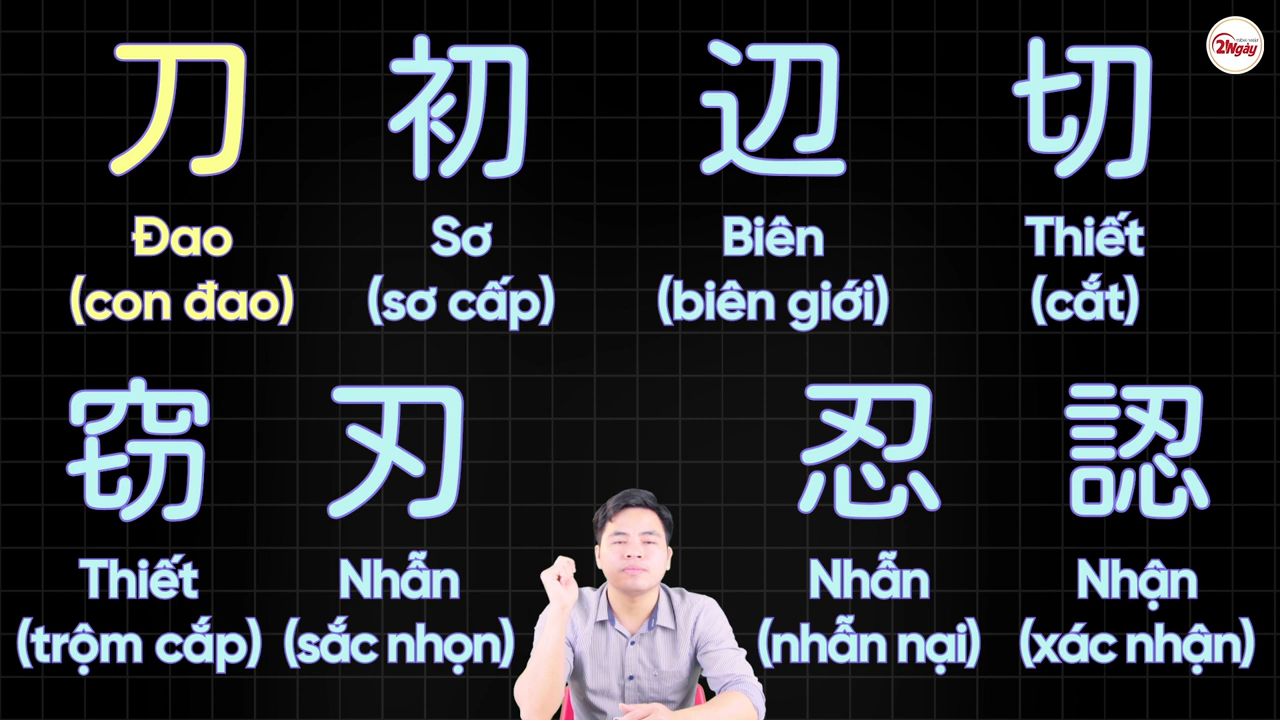 刀 初 辺 切
Đao Sơ Biên Thiết
(con đao) (sơ cấp) (biên giới) (cắt)
窃 刃 忍 認
Thiết Nhẫn Nhẫn Nhận
(trộm cắp) (sắc nhọn) (nhẫn nại) (xác nhận)
2Ngày